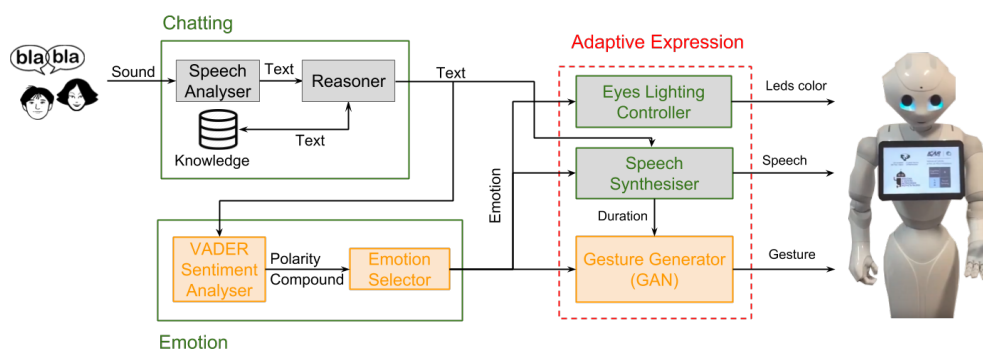 Chatting
bla bla
Sound
Speech
Analyser
Text
Reasoner
Text
Knowledge
Text
Adaptive Expression
Eyes Lighting
Controller
Leds color
Speech
Synthesiser
Speech
Emotion
Duration
VADER
Sentiment
Analyser
Polarity
Compound
Emotion
Selector
Gesture Generator
(GAN)
Gesture
Emotion